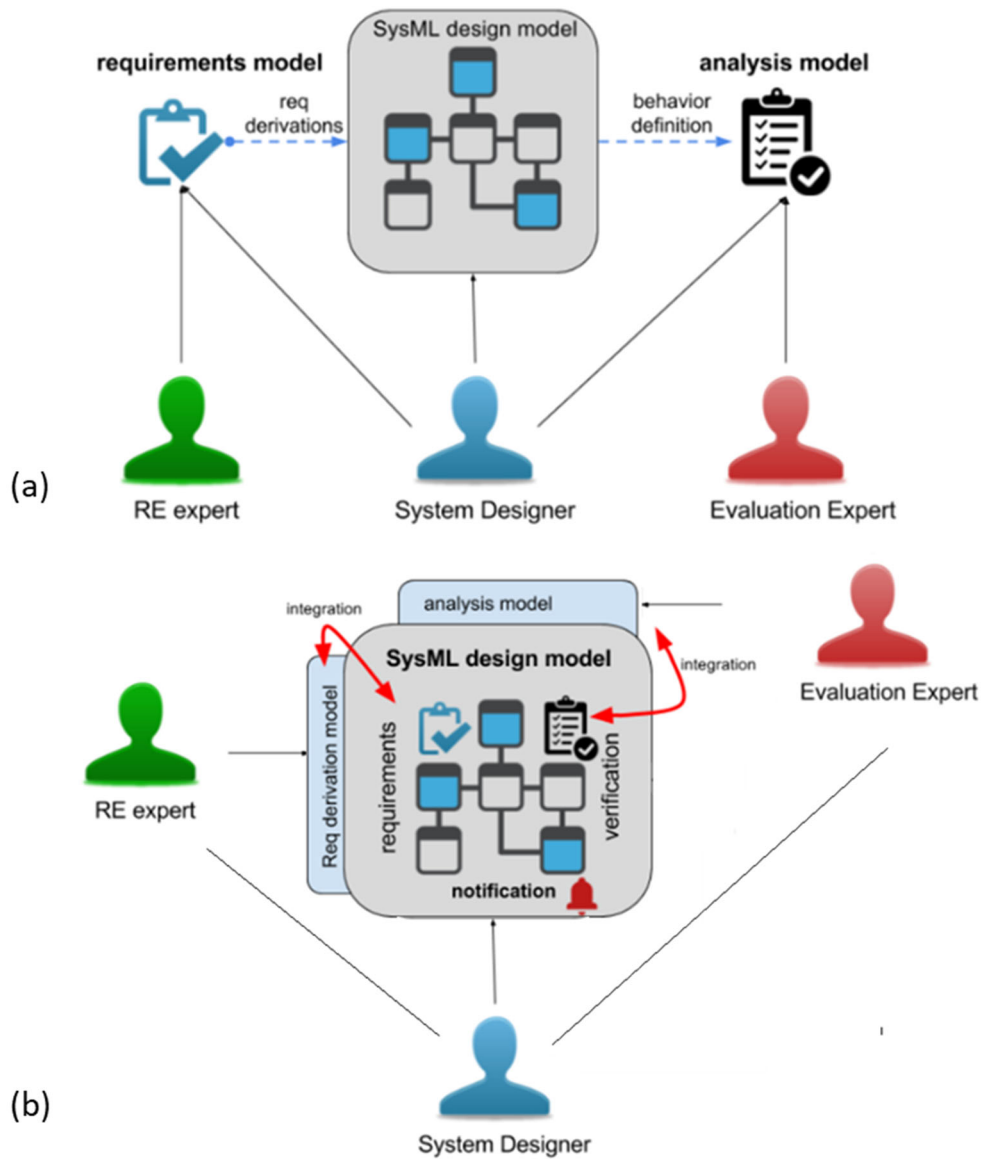 SysML design model
requirements model
analysis model
req
derivations
behavior
definition
(a)
RE expert
System Designer
Evaluation Expert
analysis model
integration
SysML design model
integration
Evaluation Expert
Req derivation model
requirements
verification
RE expert
notification
(b)
System Designer